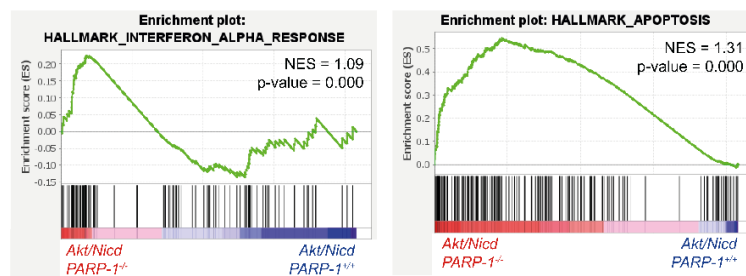 Enrichment plot:
HALLMARK_INTERFERON_ALPHA_RESPONSE
NES = 1.09
p-value = 0.000
Enrichment score (ES)
0.20
0.15
0.10
0.05
0.00
-0.05
-0.10
-0.15
Akt/Nicd
PARP-1-/-
Akt/Nicd
PARP-1+/+
Enrichment plot: HALLMARK_APOPTOSIS
NES = 1.31
p-value = 0.000
Enrichment score (ES)
0.5
0.4
0.3
0.2
0.1
0.0
Akt/Nicd
PARP-1-/-
Akt/Nicd
PARP-1+/+